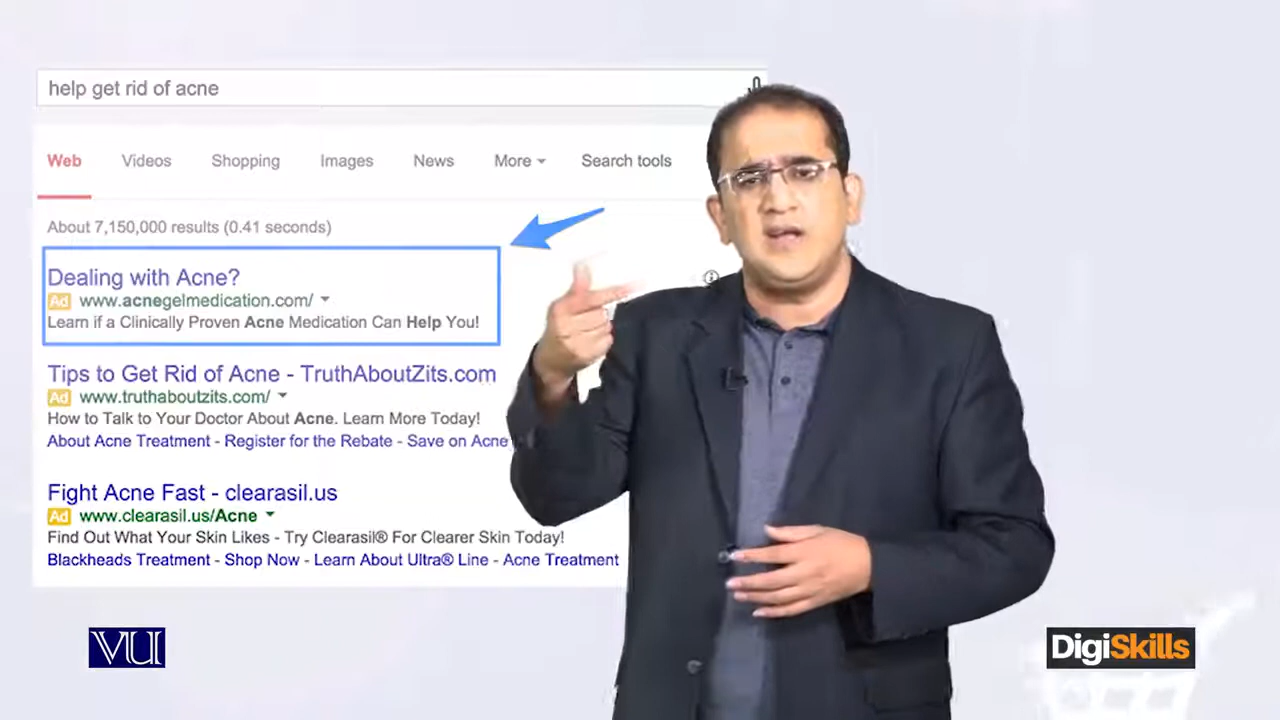 help get rid of acne
Web Videos Shopping Images News More Search tools
About 7,150,000 results (0.41 seconds)
Dealing with Acne?
Ad www.acnegelmedication.com/
Learn if a Clinically Proven Acne Medication Can Help You!
Tips to Get Rid of Acne - TruthAboutZits.com
Ad www.truthaboutzits.com/
How to Talk to Your Doctor About Acne. Learn More Today!
About Acne Treatment - Register for the Rebate - Save on Acne
Fight Acne Fast - clearasil.us
Ad www.clearasil.us/Acne
Find Out What Your Skin Likes - Try Clearasil® For Clearer Skin Today!
Blackheads Treatment - Shop Now - Learn About Ultra® Line - Acne Treatment
VU
DigiSkills